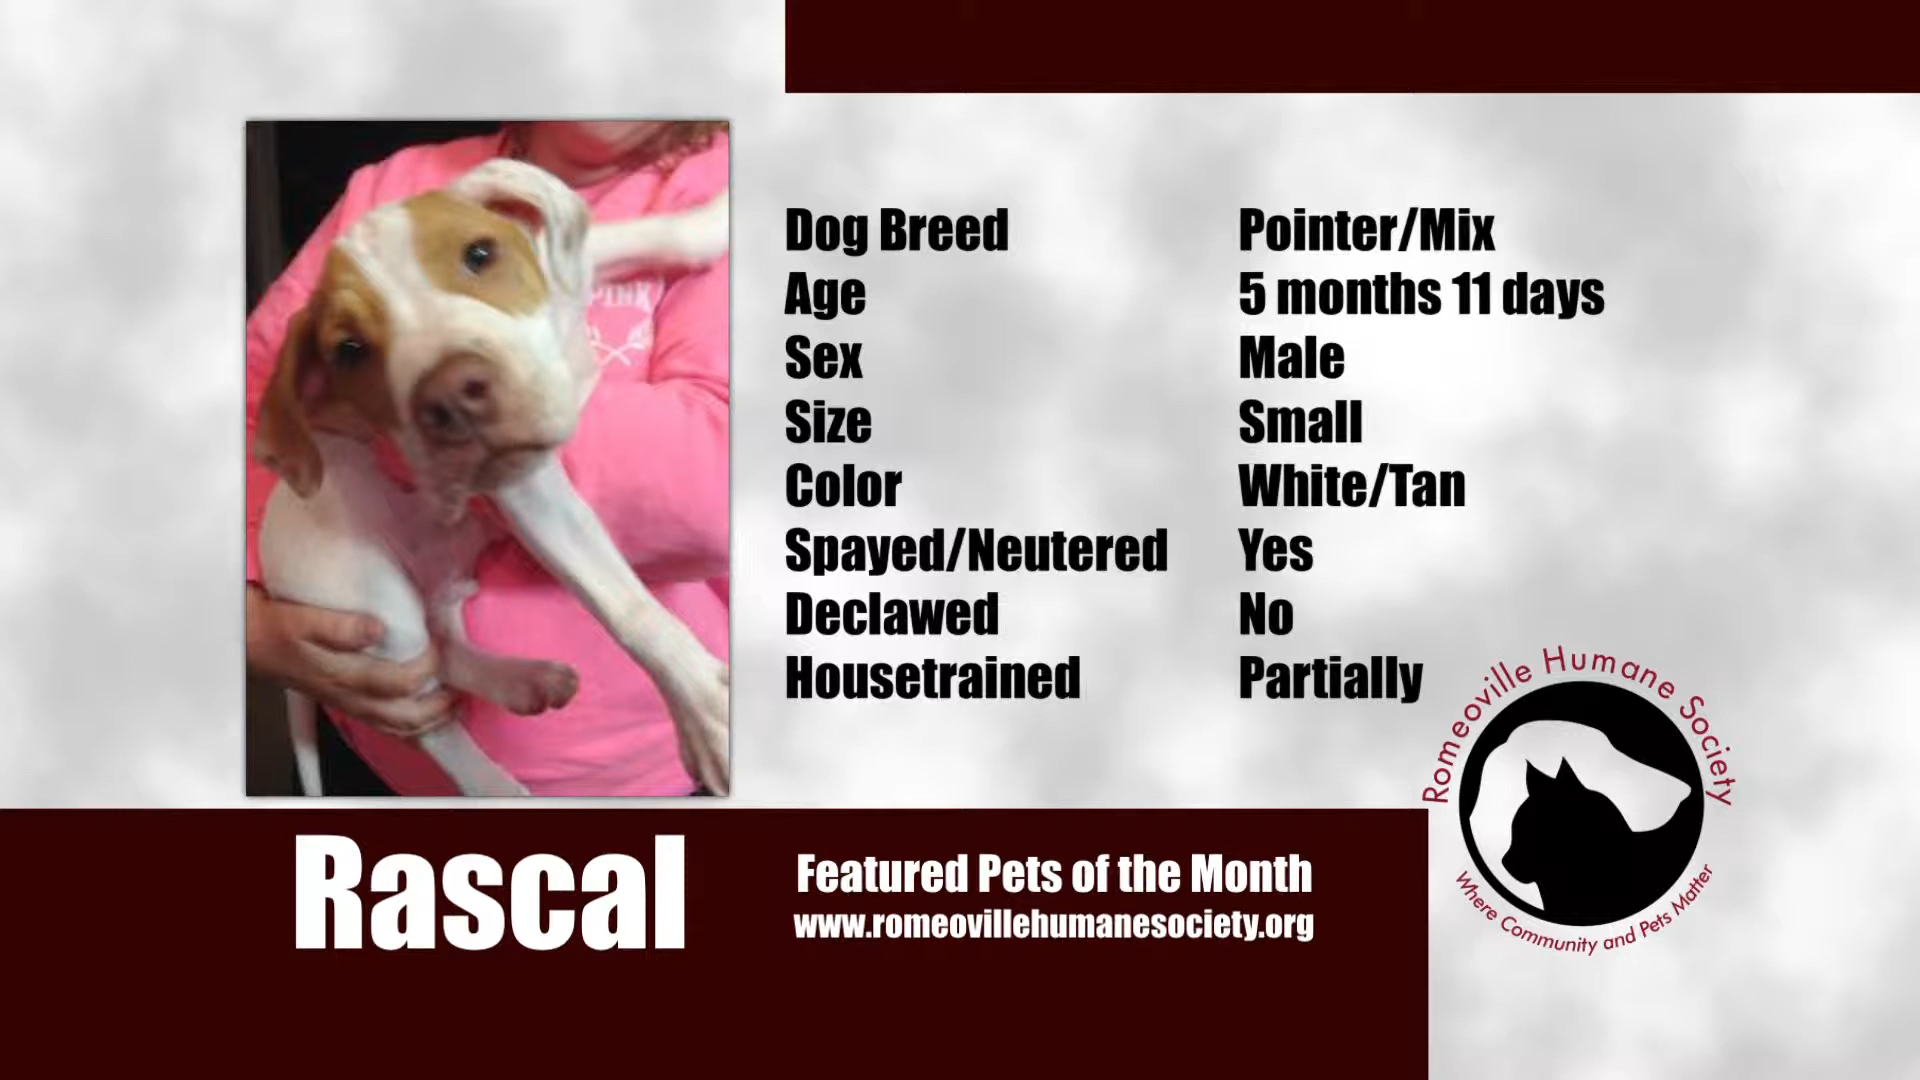 Dog Breed Pointer/Mix
Age 5 months 11 days
Sex Male
Size Small
Color White/Tan
Spayed/Neutered Yes
Declawed No
Housetrained Partially
PINK
Romeoville Humane Society
Where Community and Pets Matter
Rascal
Featured Pets of the Month
www.romeovillehumanesociety.org